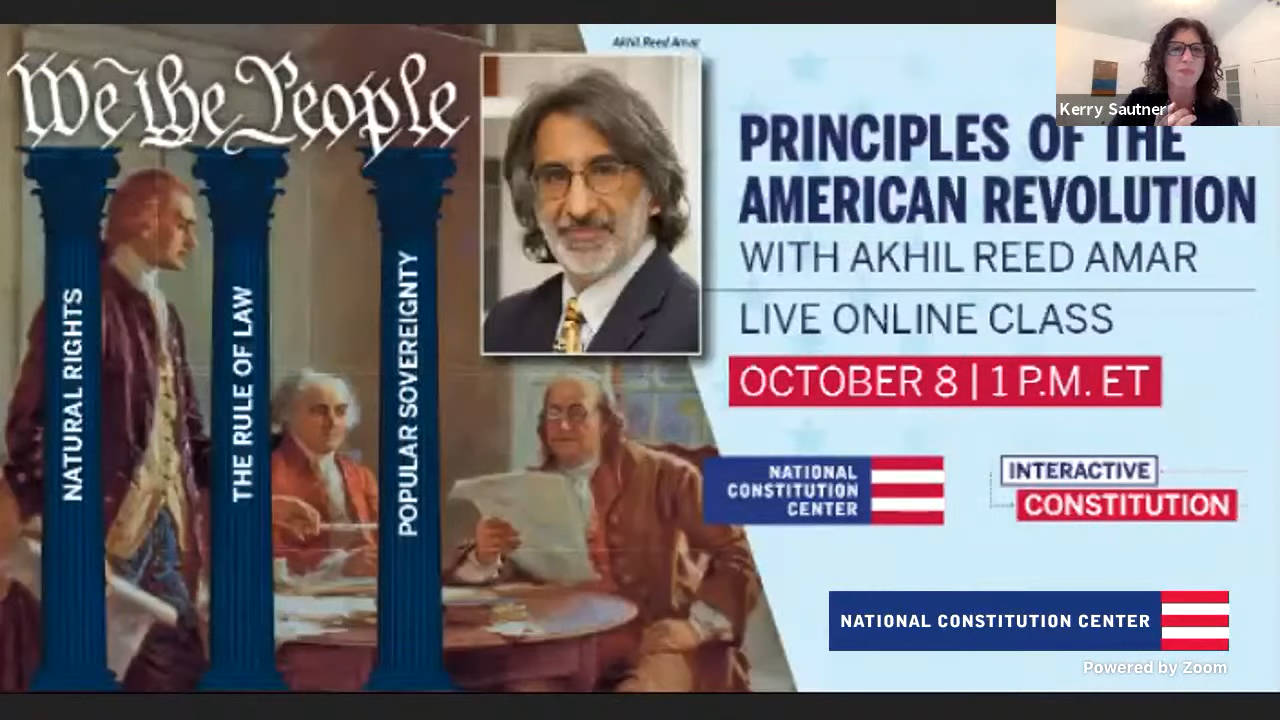 We the People
Akhil Reed Amar
Kerry Sautner
PRINCIPLES OF THE
AMERICAN REVOLUTION
WITH AKHIL REED AMAR
LIVE ONLINE CLASS
OCTOBER 8 | 1 P.M. ET
NATURAL RIGHTS
THE RULE OF LAW
POPULAR SOVEREIGNTY
NATIONAL
CONSTITUTION
CENTER
INTERACTIVE
CONSTITUTION
NATIONAL CONSTITUTION CENTER
Powered by Zoom